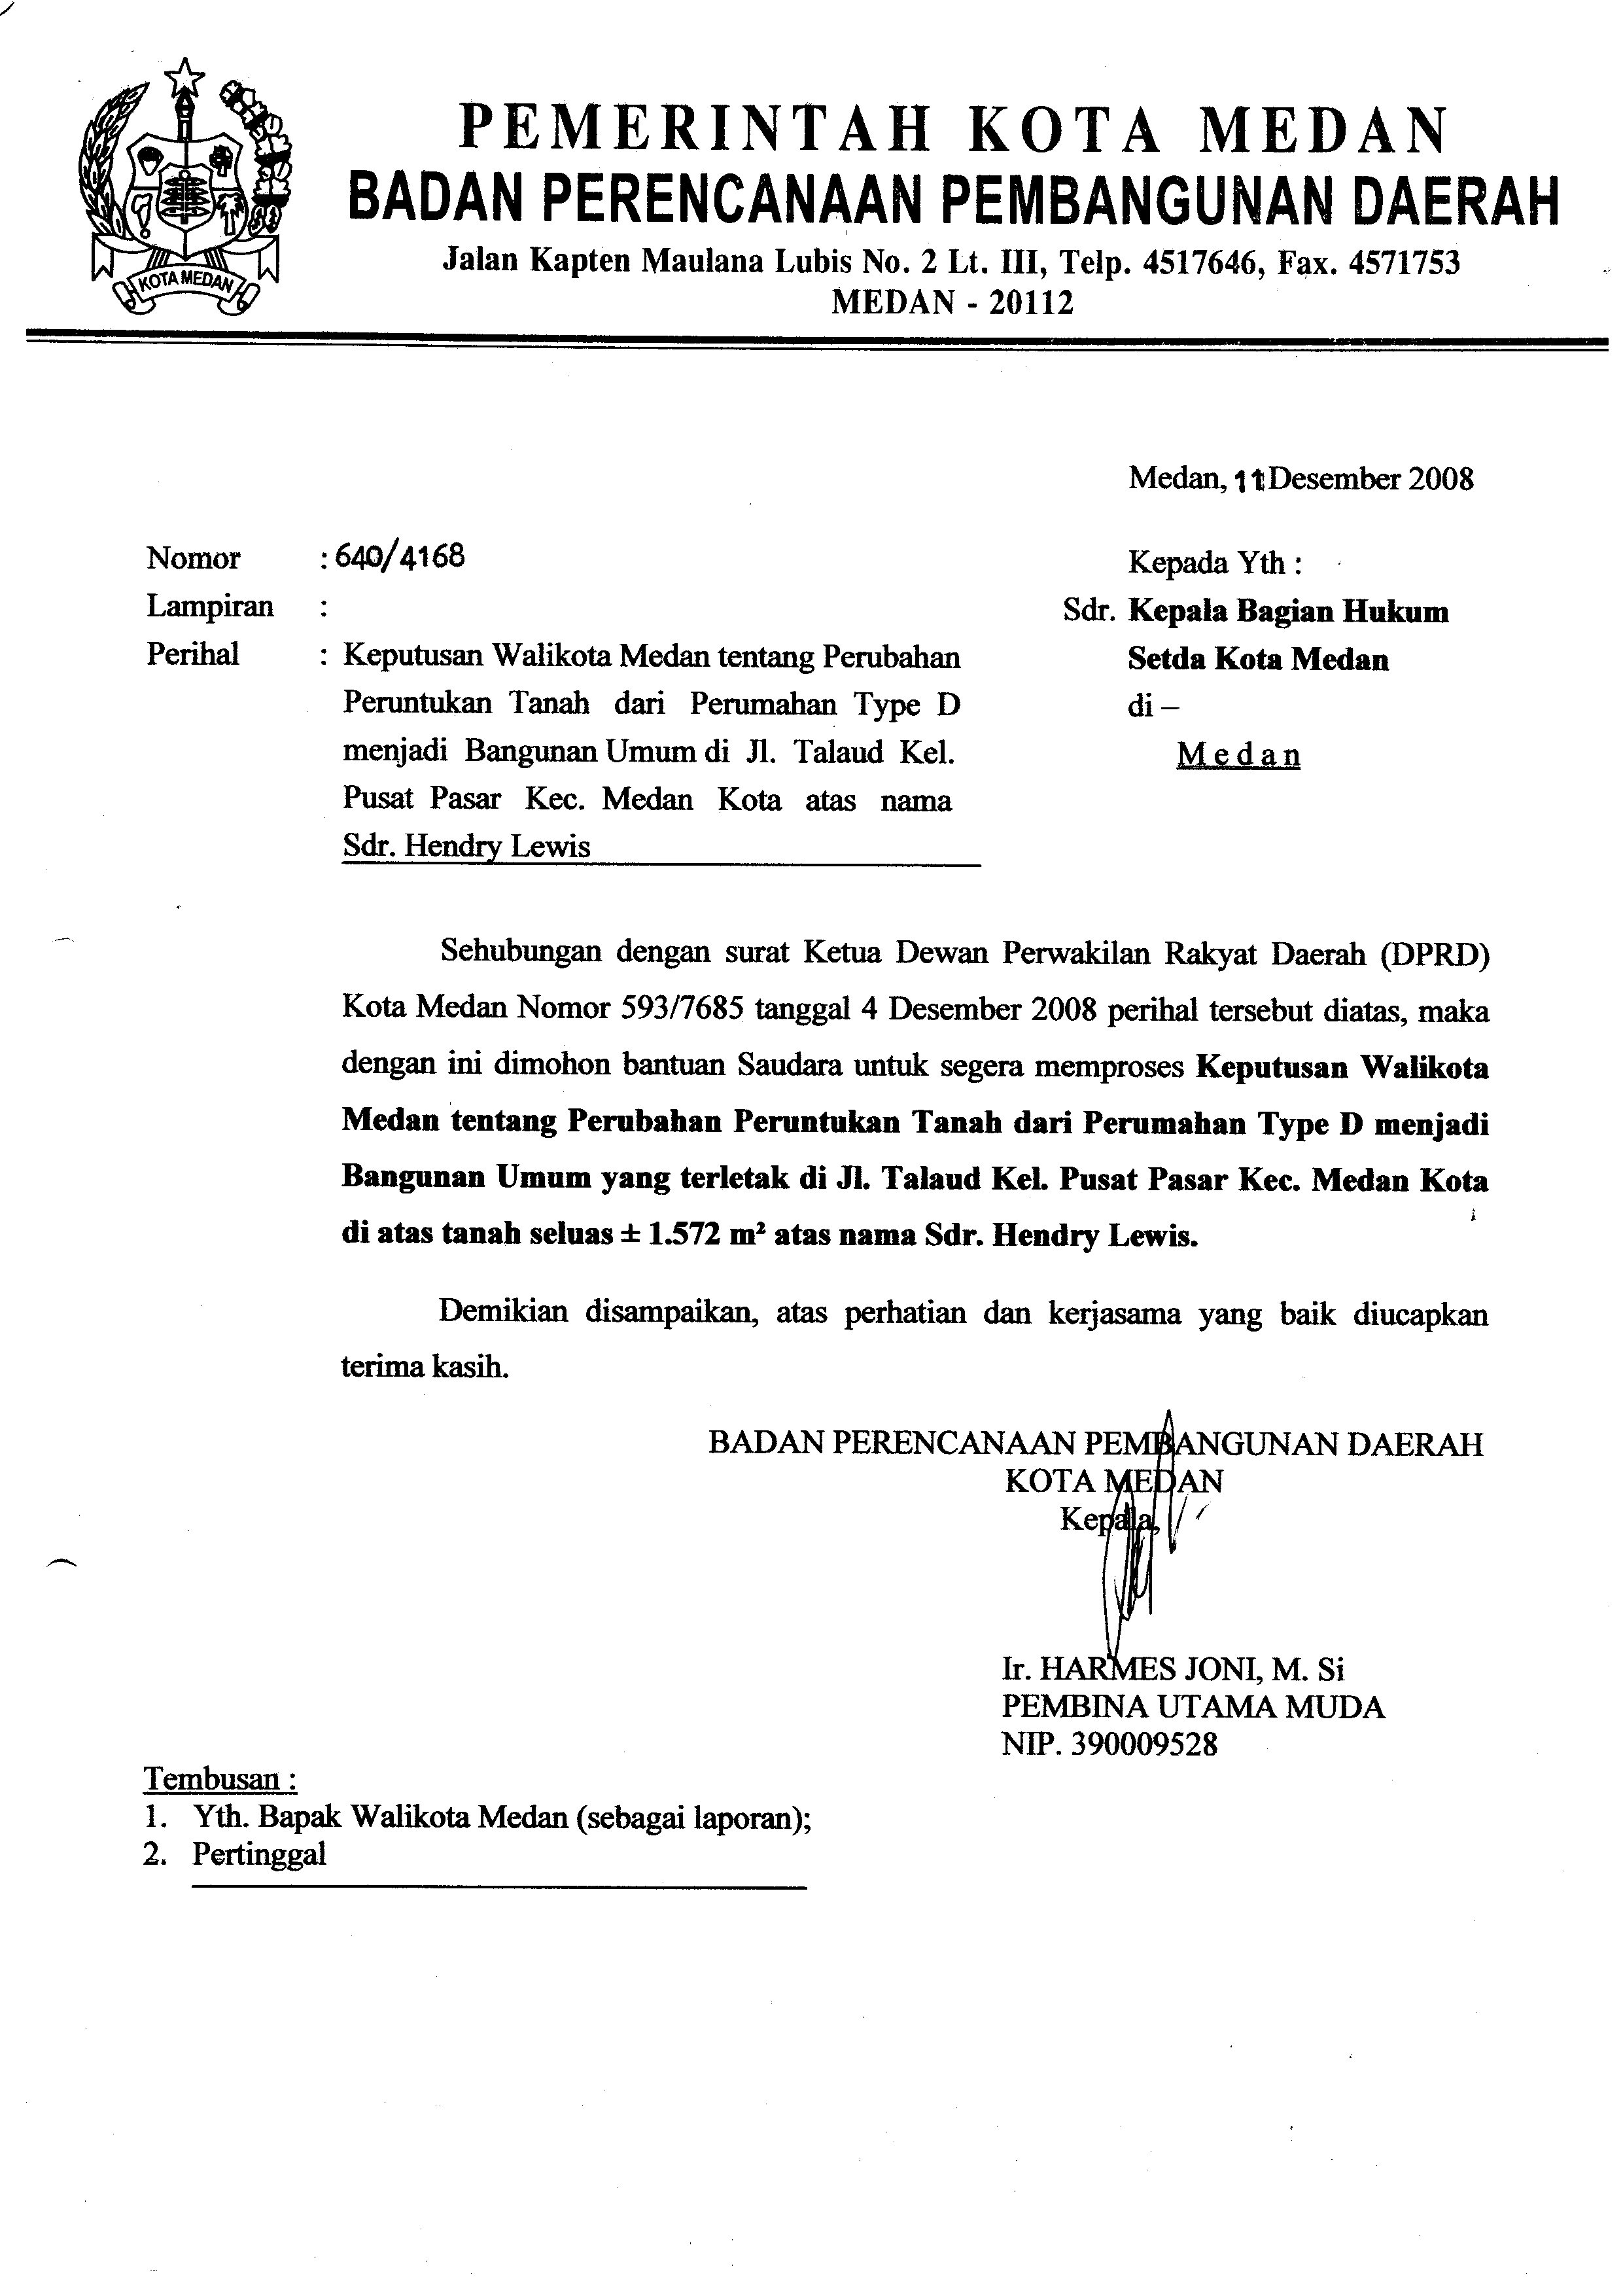 PEMERINTAH KOTA MEDAN
BADAN PERENCANAAN PEMBANGUNAN DAERAH
Jalan Kapten Maulana Lubis No. 2 Lt. III, Telp. 4517646, Fax. 4571753
MEDAN - 20112
KOTA MEDAN
Medan, 11 Desember 2008
Nomor : 640/4168
Lampiran :
Perihal : Keputusan Walikota Medan tentang Perubahan
Peruntukan Tanah dari Perumahan Type D
menjadi Bangunan Umum di Jl. Talaud Kel.
Pusat Pasar Kec. Medan Kota atas nama
Sdr. Hendry Lewis
Kepada Yth :
Sdr. Kepala Bagian Hukum
Setda Kota Medan
di –
Medan
Sehubungan dengan surat Ketua Dewan Perwakilan Rakyat Daerah (DPRD)
Kota Medan Nomor 593/7685 tanggal 4 Desember 2008 perihal tersebut diatas, maka
dengan ini dimohon bantuan Saudara untuk segera memproses Keputusan Walikota
Medan tentang Perubahan Peruntukan Tanah dari Perumahan Type D menjadi
Bangunan Umum yang terletak di Jl. Talaud Kel. Pusat Pasar Kec. Medan Kota
di atas tanah seluas ± 1.572 m² atas nama Sdr. Hendry Lewis.
Demikian disampaikan, atas perhatian dan kerjasama yang baik diucapkan
terima kasih.
BADAN PERENCANAAN PEMBANGUNAN DAERAH
KOTA MEDAN
Kepala,
Ir. HARMES JONI, M. Si
PEMBINA UTAMA MUDA
NIP. 390009528
Tembusan :
1. Yth. Bapak Walikota Medan (sebagai laporan);
2. Pertinggal